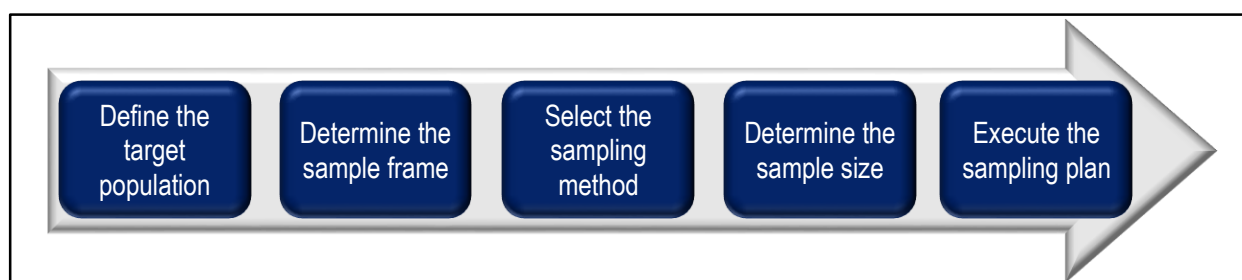 Define the
target
population
Determine the
sample frame
Select the
sampling
method
Determine the
sample size
Execute the
sampling plan